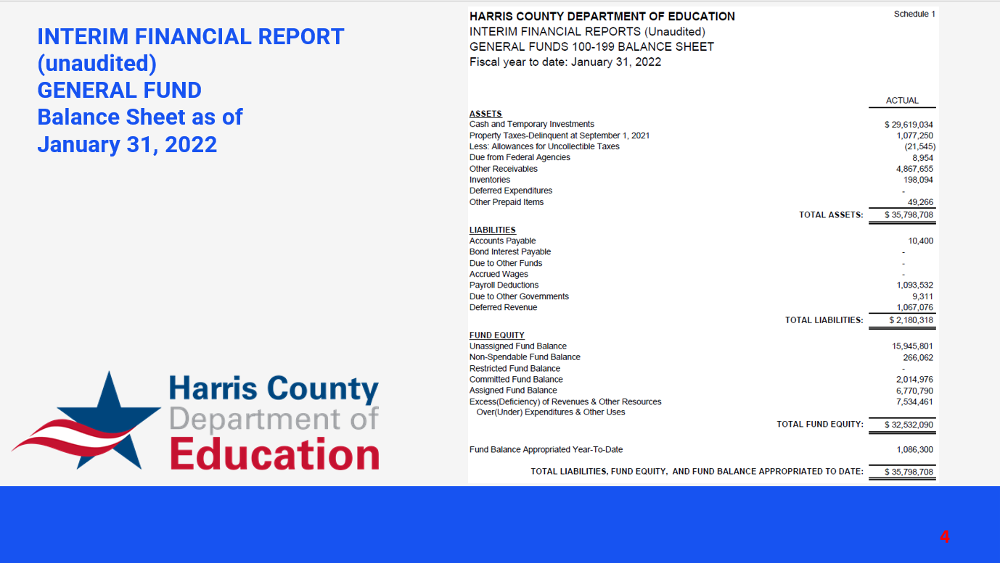 INTERIM FINANCIAL REPORT
(unaudited)
GENERAL FUND
Balance Sheet as of
January 31, 2022
Harris County
Department of
Education
HARRIS COUNTY DEPARTMENT OF EDUCATION Schedule 1
INTERIM FINANCIAL REPORTS (Unaudited)
GENERAL FUNDS 100-199 BALANCE SHEET
Fiscal year to date: January 31, 2022
ACTUAL
ASSETS
Cash and Temporary Investments $ 29,619,034
Property Taxes-Delinquent at September 1, 2021 1,077,250
Less: Allowances for Uncollectible Taxes (21,545)
Due from Federal Agencies 8,954
Other Receivables 4,867,655
Inventories 198,094
Deferred Expenditures -
Other Prepaid Items 49,266
TOTAL ASSETS: $ 35,798,708
LIABILITIES
Accounts Payable 10,400
Bond Interest Payable -
Due to Other Funds -
Accrued Wages -
Payroll Deductions 1,093,532
Due to Other Governments 9,311
Deferred Revenue 1,067,076
TOTAL LIABILITIES: $ 2,180,318
FUND EQUITY
Unassigned Fund Balance 15,945,801
Non-Spendable Fund Balance 266,062
Restricted Fund Balance -
Committed Fund Balance 2,014,976
Assigned Fund Balance 6,770,790
Excess(Deficiency) of Revenues & Other Resources 7,534,461
Over(Under) Expenditures & Other Uses
TOTAL FUND EQUITY: $ 32,532,090
Fund Balance Appropriated Year-To-Date 1,086,300
TOTAL LIABILITIES, FUND EQUITY, AND FUND BALANCE APPROPRIATED TO DATE: $ 35,798,708
4